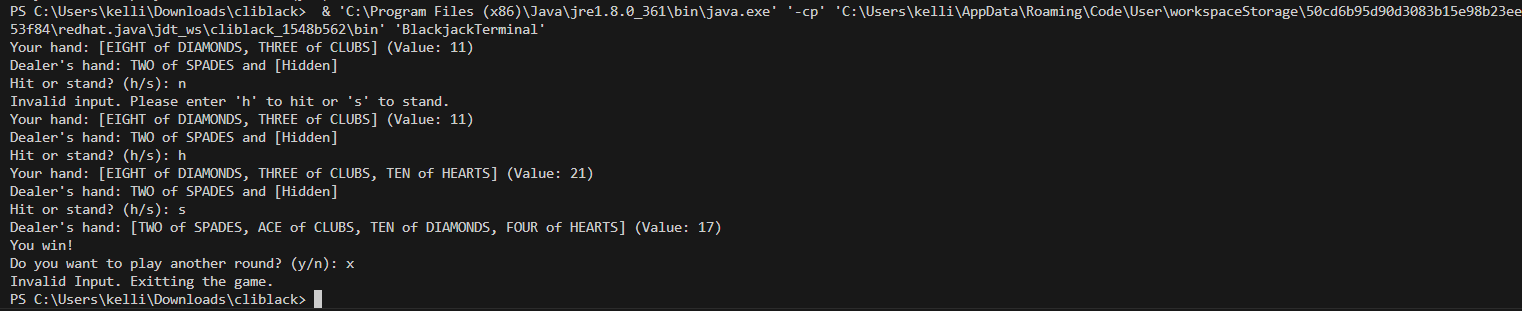 PS C:\Users\kelli\Downloads\cliblack>  & 'C:\Program Files (x86)\Java\jre1.8.0_361\bin\java.exe' '-cp' 'C:\Users\kelli\AppData\Roaming\Code\User\workspaceStorage\50cd6b95d90d3083b15e98b23ee
53f84\redhat.java\jdt_ws\cliblack_1548b562\bin' 'BlackjackTerminal'
Your hand: [EIGHT of DIAMONDS, THREE of CLUBS] (Value: 11)
Dealer's hand: TWO of SPADES and [Hidden]
Hit or stand? (h/s): n
Invalid input. Please enter 'h' to hit or 's' to stand.
Your hand: [EIGHT of DIAMONDS, THREE of CLUBS] (Value: 11)
Dealer's hand: TWO of SPADES and [Hidden]
Hit or stand? (h/s): h
Your hand: [EIGHT of DIAMONDS, THREE of CLUBS, TEN of HEARTS] (Value: 21)
Dealer's hand: TWO of SPADES and [Hidden]
Hit or stand? (h/s): s
Dealer's hand: [TWO of SPADES, ACE of CLUBS, TEN of DIAMONDS, FOUR of HEARTS] (Value: 17)
You win!
Do you want to play another round? (y/n): x
Invalid Input. Exitting the game.
PS C:\Users\kelli\Downloads\cliblack>